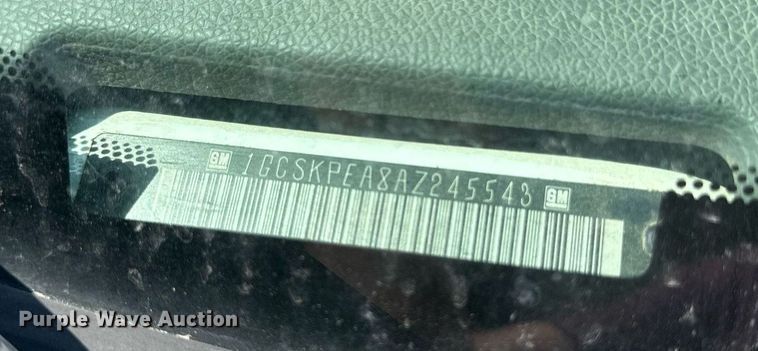 GM 1GCSKPEA8AZ245543 GM
Purple Wave Auction